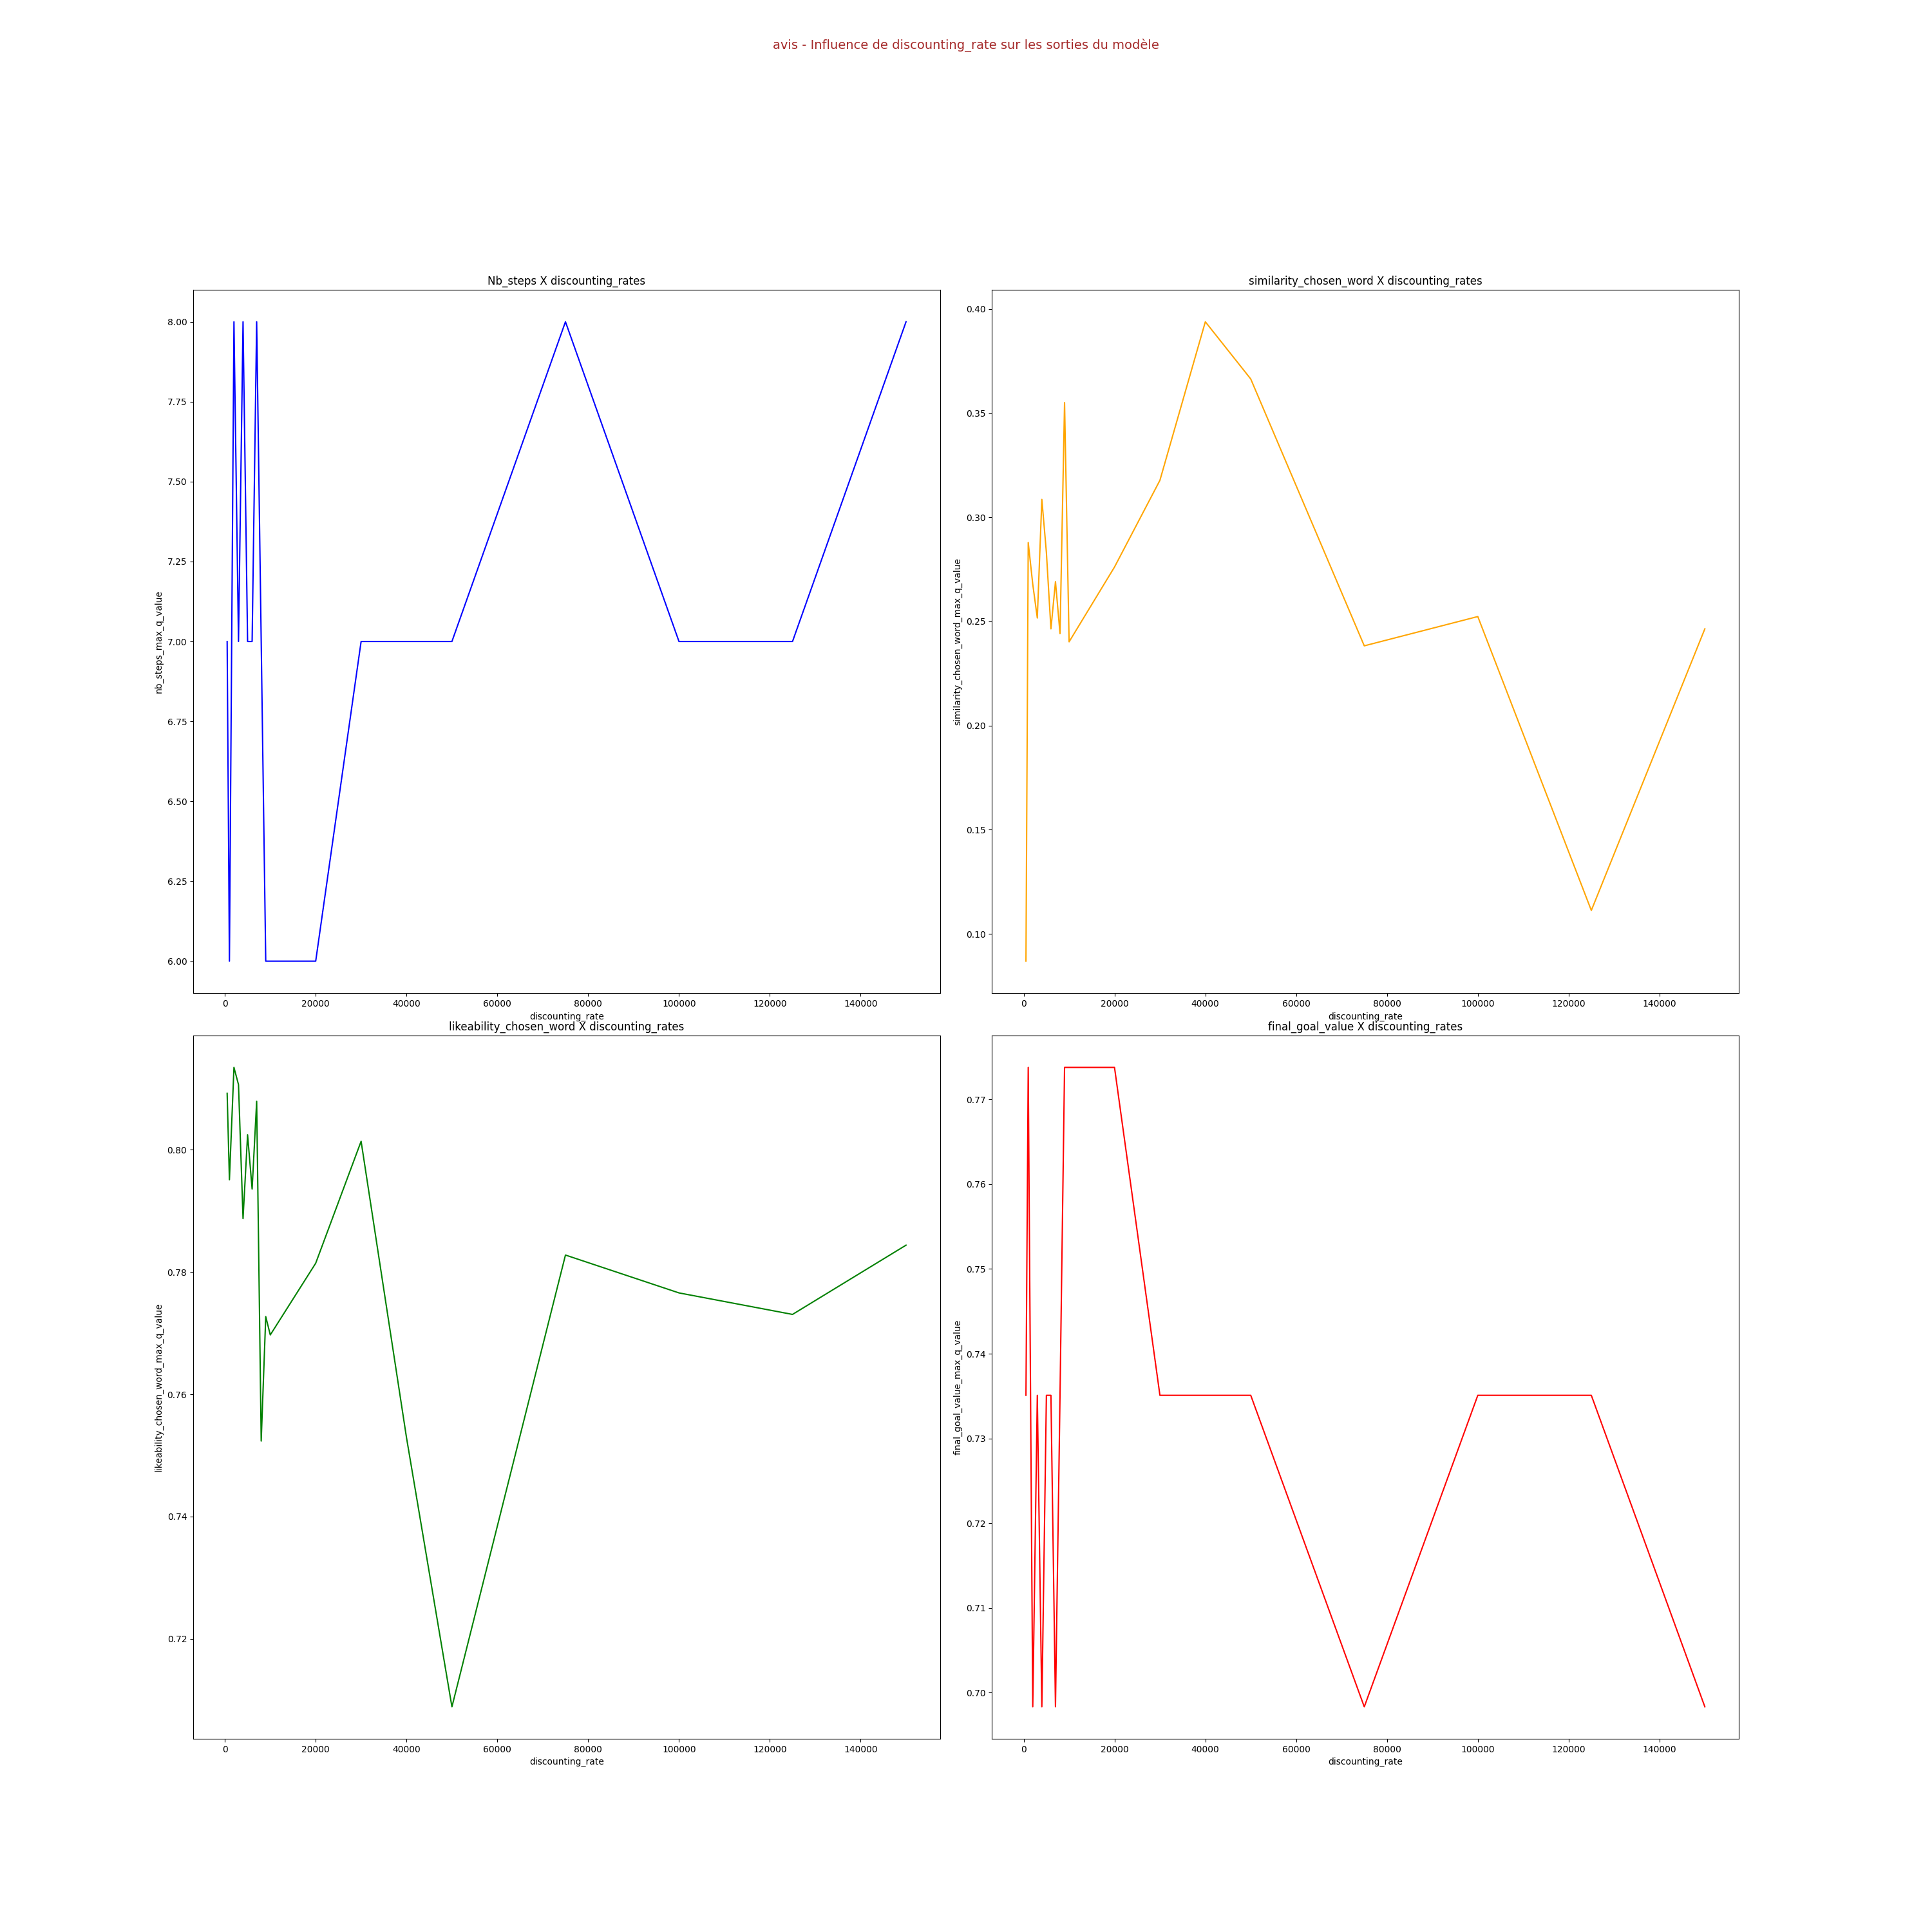 avis - Influence de discounting_rate sur les sorties du modèle
Nb_steps X discounting_rates
nb_steps_max_q_value
8.00
7.75
7.50
7.25
7.00
6.75
6.50
6.25
6.00
0 20000 40000 60000 80000 100000 120000 140000
discounting_rate
similarity_chosen_word X discounting_rates
similarity_chosen_word_max_q_value
0.40
0.35
0.30
0.25
0.20
0.15
0.10
0 20000 40000 60000 80000 100000 120000 140000
discounting_rate
likeability_chosen_word X discounting_rates
likeability_chosen_word_max_q_value
0.80
0.78
0.76
0.74
0.72
0 20000 40000 60000 80000 100000 120000 140000
discounting_rate
final_goal_value X discounting_rates
final_goal_value_max_q_value
0.77
0.76
0.75
0.74
0.73
0.72
0.71
0.70
0 20000 40000 60000 80000 100000 120000 140000
discounting_rate